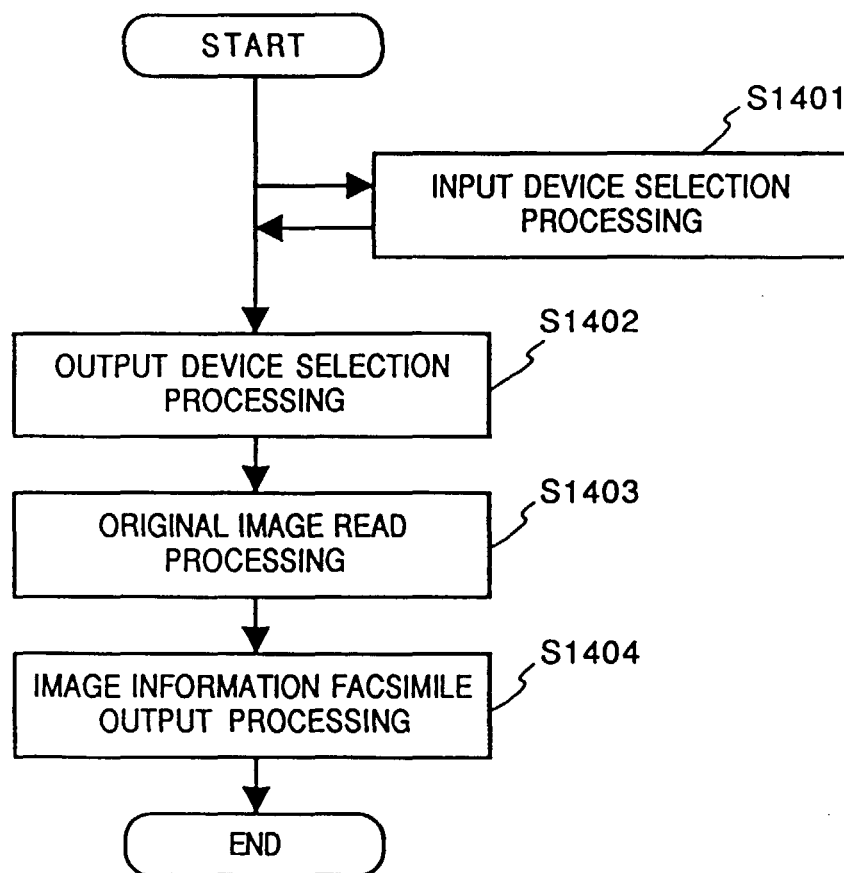 START
S1401
INPUT DEVICE SELECTION
PROCESSING
S1402
OUTPUT DEVICE SELECTION
PROCESSING
S1403
ORIGINAL IMAGE READ
PROCESSING
S1404
IMAGE INFORMATION FACSIMILE
OUTPUT PROCESSING
END